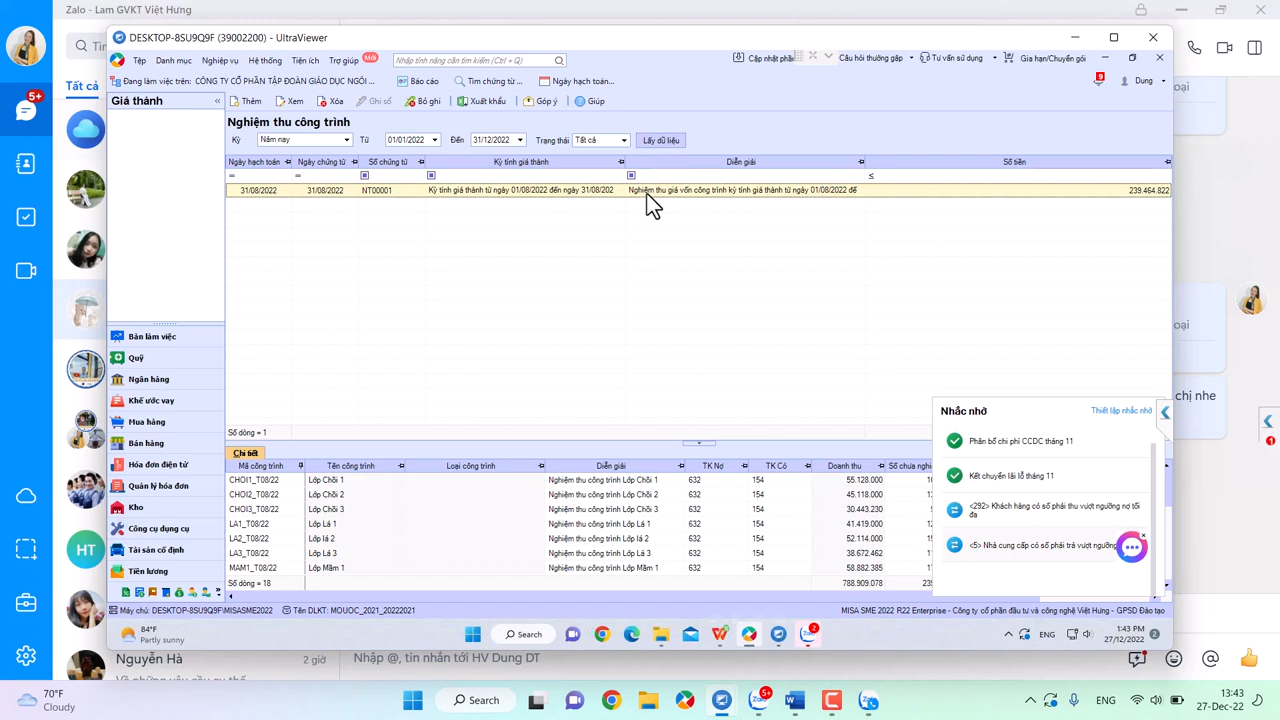 Zalo - Lam GVKT Việt Hưng
Tất cả
5+
DESKTOP-8SU9Q9F (39002200) - UltraViewer
Tệp Danh mục Nghiệp vụ Hệ thống Tiện ích Trợ giúp Mới Nhập tính năng cần tìm kiếm (Ctrl + Q) Cập nhật phần Câu hỏi thường gặp Tư vấn sử dụng Gia hạn/Chuyển gói
Đang làm việc trên: CÔNG TY CỔ PHẦN TẬP ĐOÀN GIÁO DỤC NGÔI ... Báo cáo Tìm chứng từ... Ngày hạch toán... 9 Dung
Giá thành « Thêm Xem Xóa Ghi sổ Bỏ ghi Xuất khẩu Góp ý Giúp
Nghiệm thu công trình
Kỳ Năm nay Từ 01/01/2022 Đến 31/12/2022 Trạng thái Tất cả Lấy dữ liệu
Ngày hạch toán Ngày chứng từ Số chứng từ Kỳ tính giá thành Diễn giải Số tiền
= = ≤
31/08/2022 31/08/2022 NT00001 Kỳ tính giá thành từ ngày 01/08/2022 đến ngày 31/08/202 Nghiệm thu giá vốn công trình kỳ tính giá thành từ ngày 01/08/2022 đế 239.464.822
oại
oại
chị nhe
Bàn làm việc
Quỹ
Ngân hàng
Khế ước vay
Mua hàng
Bán hàng
Hóa đơn điện tử
Quản lý hóa đơn
Kho
Công cụ dụng cụ
Tài sản cố định
Tiền lương
Số dòng = 1
Chi tiết
Mã công trình Tên công trình Loại công trình Diễn giải TK Nợ TK Có Doanh thu Số chưa nghiệ
CHOI1_T08/22 Lớp Chồi 1 Nghiệm thu công trình Lớp Chồi 1 632 154 55.128.000
CHOI2_T08/22 Lớp Chồi 2 Nghiệm thu công trình Lớp Chồi 2 632 154 45.118.000
CHOI3_T08/22 Lớp Chồi 3 Nghiệm thu công trình Lớp Chồi 3 632 154 30.443.230
LA1_T08/22 Lớp Lá 1 Nghiệm thu công trình Lớp Lá 1 632 154 41.419.000
LA2_T08/22 Lớp lá 2 Nghiệm thu công trình Lớp lá 2 632 154 52.114.000
LA3_T08/22 Lớp Lá 3 Nghiệm thu công trình Lớp Lá 3 632 154 38.672.462
MAM1_T08/22 Lớp Mầm 1 Nghiệm thu công trình Lớp Mầm 1 632 154 58.882.385
Số dòng = 18 788.909.078
Nhắc nhở Thiết lập nhắc nhở
Phân bổ chi phí CCDC tháng 11
Kết chuyển lãi lỗ tháng 11
<292> Khách hàng có số phải thu vượt ngưỡng nợ tối
đa
<5> Nhà cung cấp có số phải trả vượt ngưỡng
1
Máy chủ: DESKTOP-8SU9Q9F\MISASME2022 Tên DLKT: MOUOC_2021_20222021 MISA SME 2022 R22 Enterprise - Công ty cổ phần đầu tư và công nghệ Việt Hưng - GPSD Đào tạo
84°F
Partly sunny
Search 2 ENG 1:43 PM
27/12/2022 2
HT
Nguyễn Hà 2 giờ Nhập @, tin nhắn tới HV Dung DT
70°F
Cloudy
Search 5+ ENG 13:43
27-Dec-22